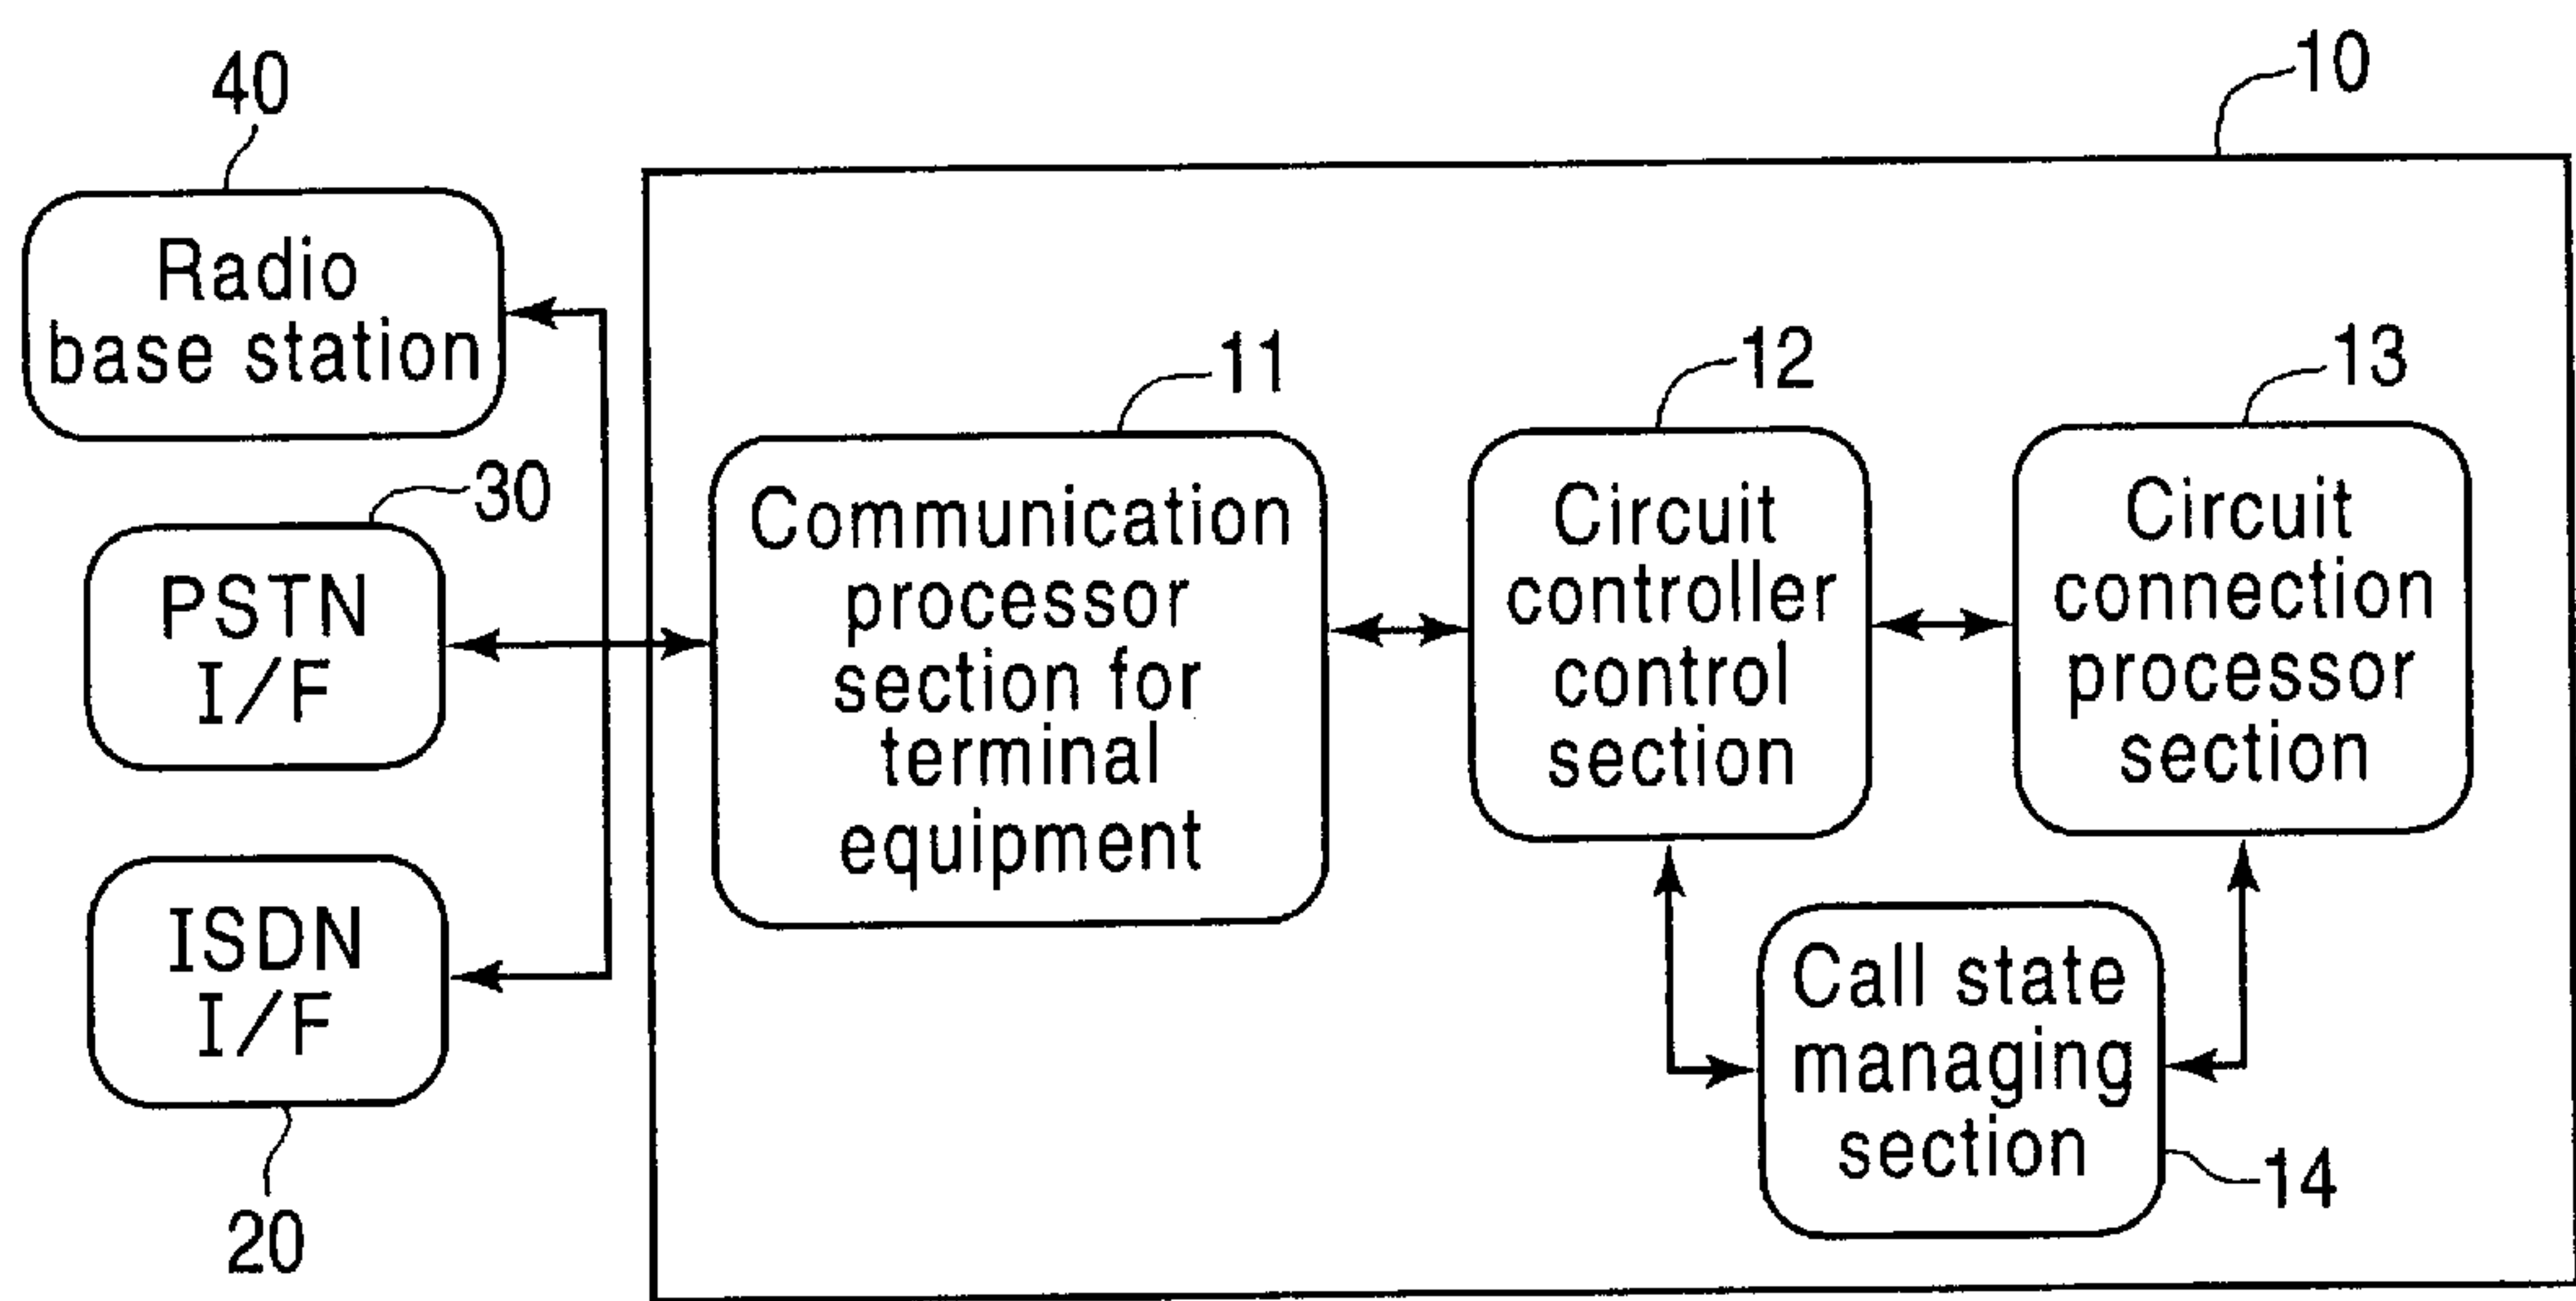 10
40
Radio
base station
30
PSTN
I/F
ISDN
I/F
20
11
Communication
processor
section for
terminal
equipment
12
Circuit
controller
control
section
13
Circuit
connection
processor
section
Call state
managing
section
14